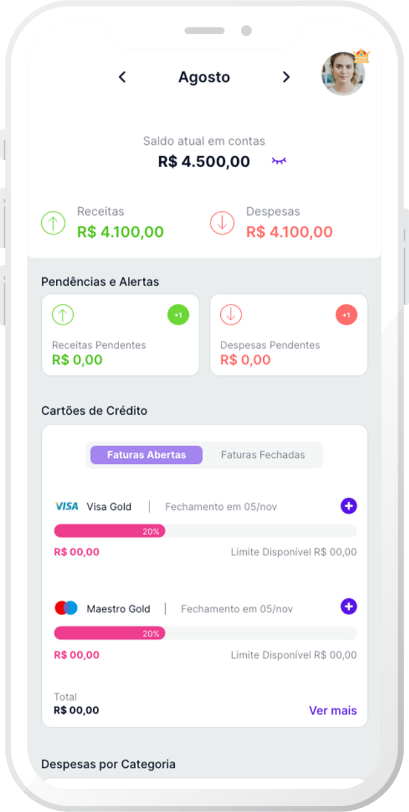 Agosto
Saldo atual em contas
R$ 4.500,00
Receitas
R$ 4.100,00
Despesas
R$ 4.100,00
Pendências e Alertas
+1
Receitas Pendentes
R$ 0,00
+1
Despesas Pendentes
R$ 0,00
Cartões de Crédito
Faturas Abertas
Faturas Fechadas
VISA Visa Gold | Fechamento em 05/nov
20%
R$ 00,00 Limite Disponível R$ 00,00
Maestro Gold | Fechamento em 05/nov
20%
R$ 00,00 Limite Disponível R$ 00,00
Total
R$ 00,00 Ver mais
Despesas por Categoria